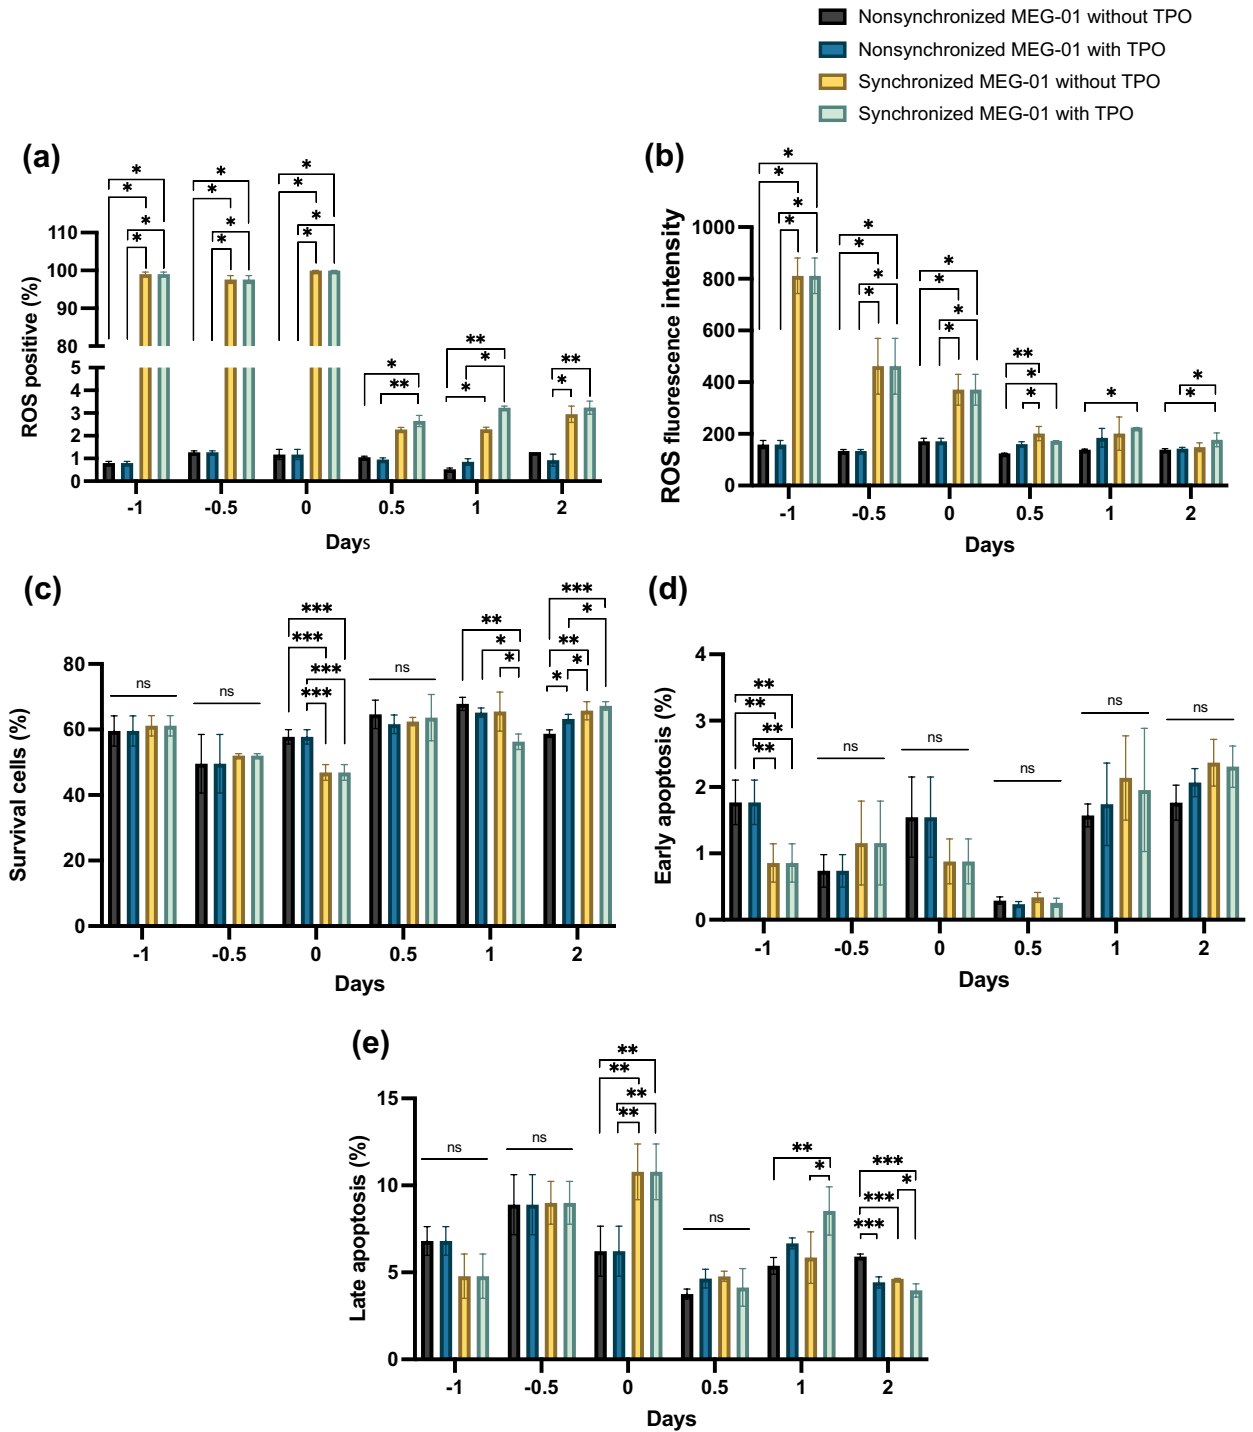 Nonsynchronized MEG-01 without TPO
Nonsynchronized MEG-01 with TPO
Synchronized MEG-01 without TPO
Synchronized MEG-01 with TPO
(a)
* * * *
* * * *
* * * *
* **
** * *
** *
ROS positive (%)
110
100
90
80
5
4
3
2
1
0
-1 -0.5 0 0.5 1 2
Days
(b)
* * * *
* * * *
* * * *
** * *
*
* *
ROS fluorescence intensity
1000
800
600
400
200
0
-1 -0.5 0 0.5 1 2
Days
(c)
ns
ns
*** *** *** ***
ns
** * *
*** * ** * *
Survival cells (%)
80
60
40
20
0
-1 -0.5 0 0.5 1 2
Days
(d)
** ** ** **
ns
ns
ns
ns
ns
Early apoptosis (%)
4
3
2
1
0
-1 -0.5 0 0.5 1 2
Days
(e)
ns
ns
** ** ** **
ns
** *
*** * *** ***
Late apoptosis (%)
15
10
5
0
-1 -0.5 0 0.5 1 2
Days